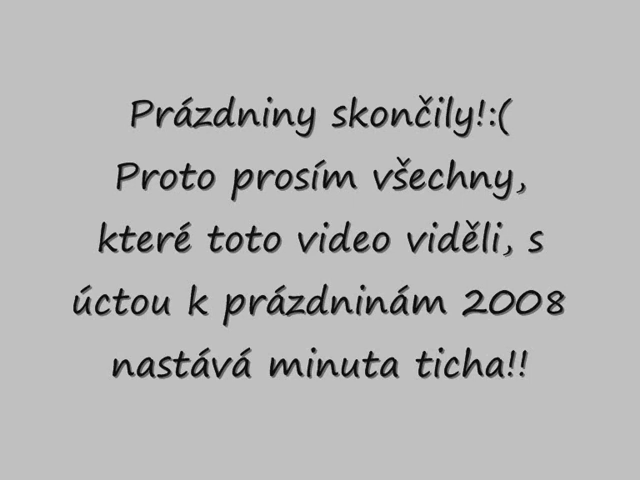 Prázdniny skončily!:(
Proto prosím všechny,
které toto video viděli, s
úctou k prázdninám 2008
nastává minuta ticha!!